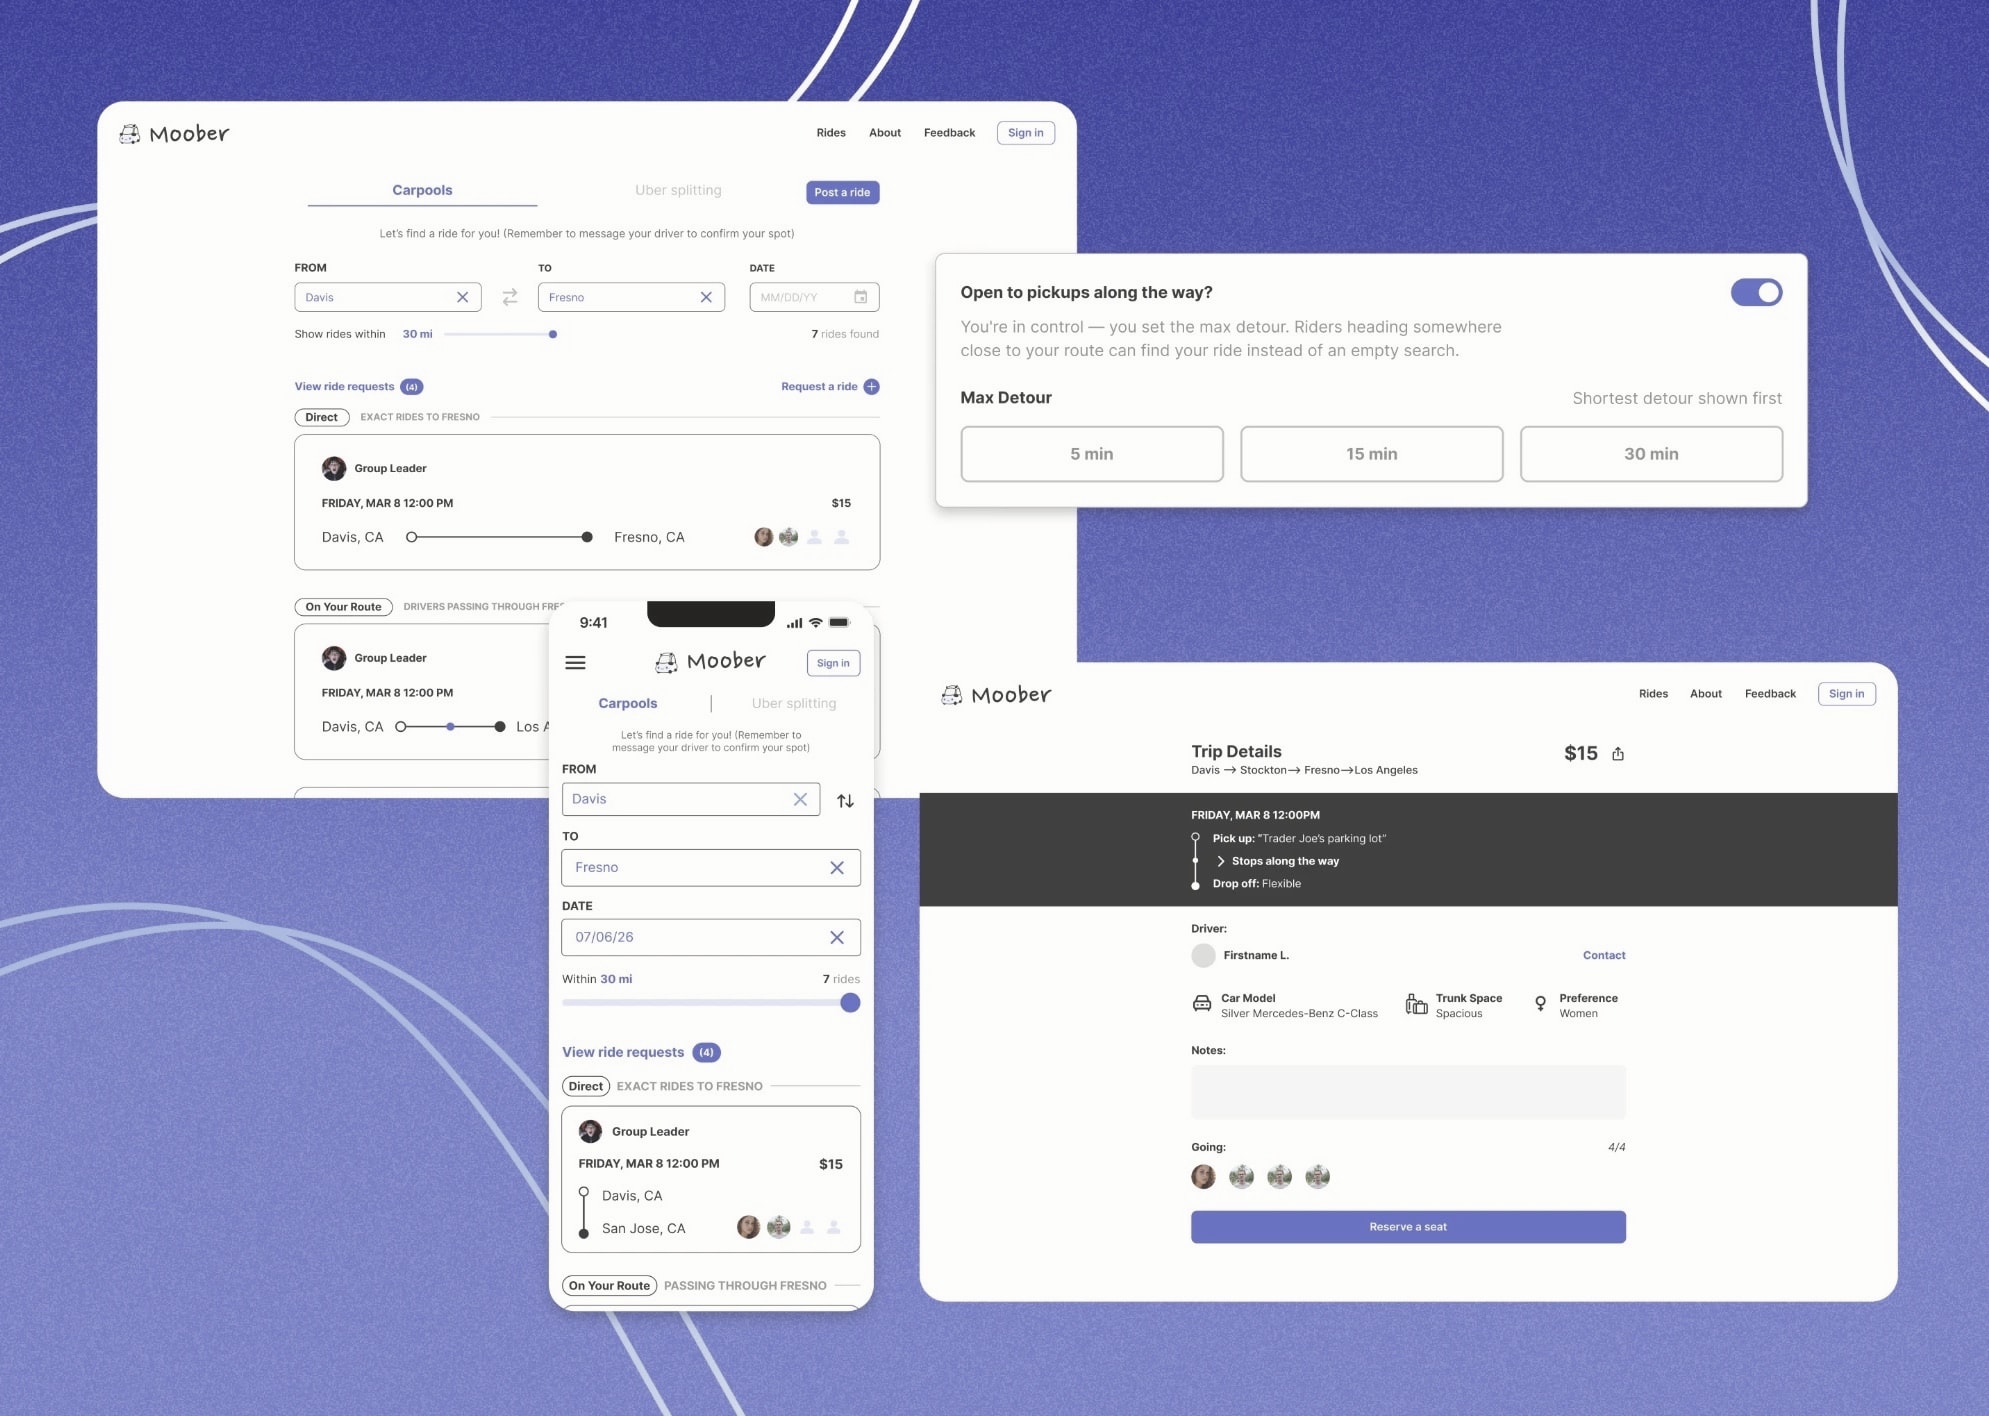 Moober
Rides About Feedback Sign in
Carpools Uber splitting Post a ride
Let's find a ride for you! (Remember to message your driver to confirm your spot)
FROM TO DATE
Davis Fresno MM/DD/YY
Show rides within 30 mi 7 rides found
View ride requests (4) Request a ride
Direct EXACT RIDES TO FRESNO
Group Leader
FRIDAY, MAR 8 12:00 PM $15
Davis, CA Fresno, CA
On Your Route DRIVERS PASSING THROUGH FRE
Group Leader
FRIDAY, MAR 8 12:00 PM
Davis, CA Los A
Open to pickups along the way?
You're in control — you set the max detour. Riders heading somewhere
close to your route can find your ride instead of an empty search.
Max Detour Shortest detour shown first
5 min 15 min 30 min
9:41
Moober Sign in
Carpools | Uber splitting
Let's find a ride for you! (Remember to
message your driver to confirm your spot)
FROM
Davis
TO
Fresno
DATE
07/06/26
Within 30 mi 7 rides
View ride requests (4)
Direct EXACT RIDES TO FRESNO
Group Leader
FRIDAY, MAR 8 12:00 PM $15
Davis, CA
San Jose, CA
On Your Route PASSING THROUGH FRESNO
Moober
Rides About Feedback Sign in
Trip Details $15
Davis → Stockton→ Fresno→Los Angeles
FRIDAY, MAR 8 12:00PM
Pick up: "Trader Joe's parking lot"
Stops along the way
Drop off: Flexible
Driver:
Firstname L. Contact
Car Model Trunk Space Preference
Silver Mercedes-Benz C-Class Spacious Women
Notes:
Going: 4/4
Reserve a seat